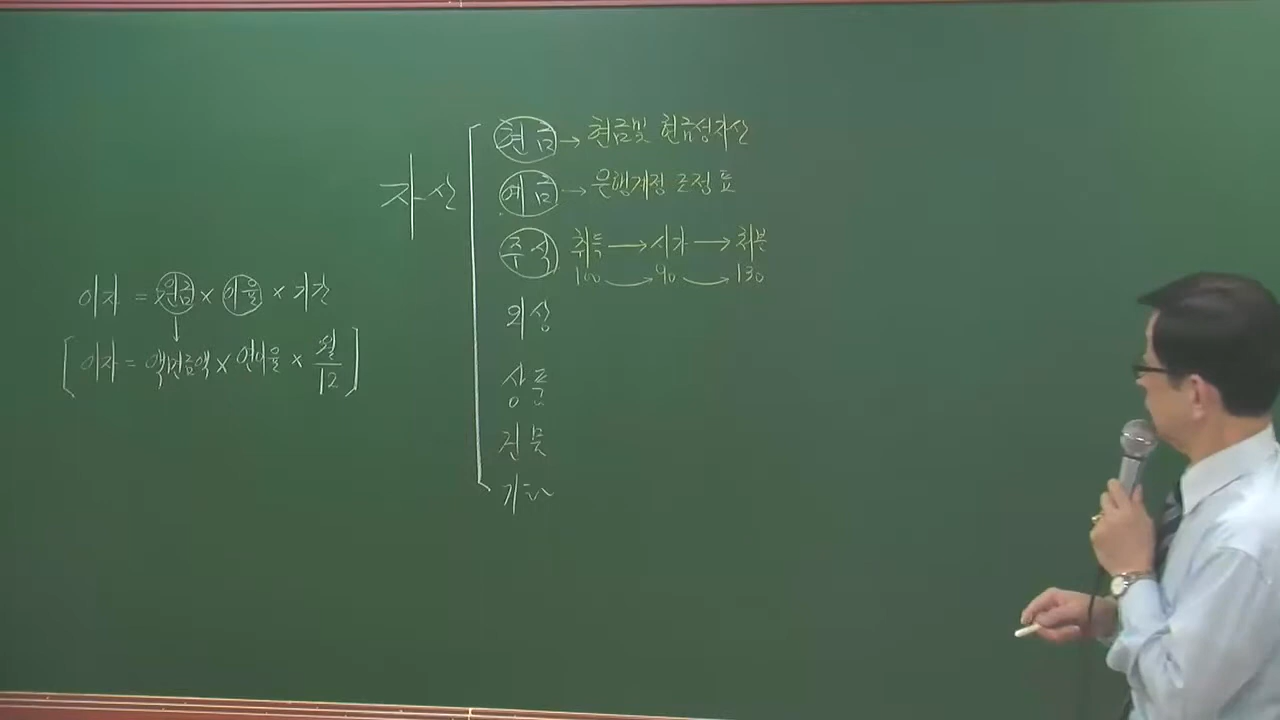 이자 = 원금 × 이율 × 기간
↓
[ 이자 = 액면금액 × 연이율 × 월/12 ]
자산
현금 → 현금및 현금성자산
예금 → 은행계정 조정표
주식 취득 → 시가 → 처분
100 90 130
외상
상품
건물
기타